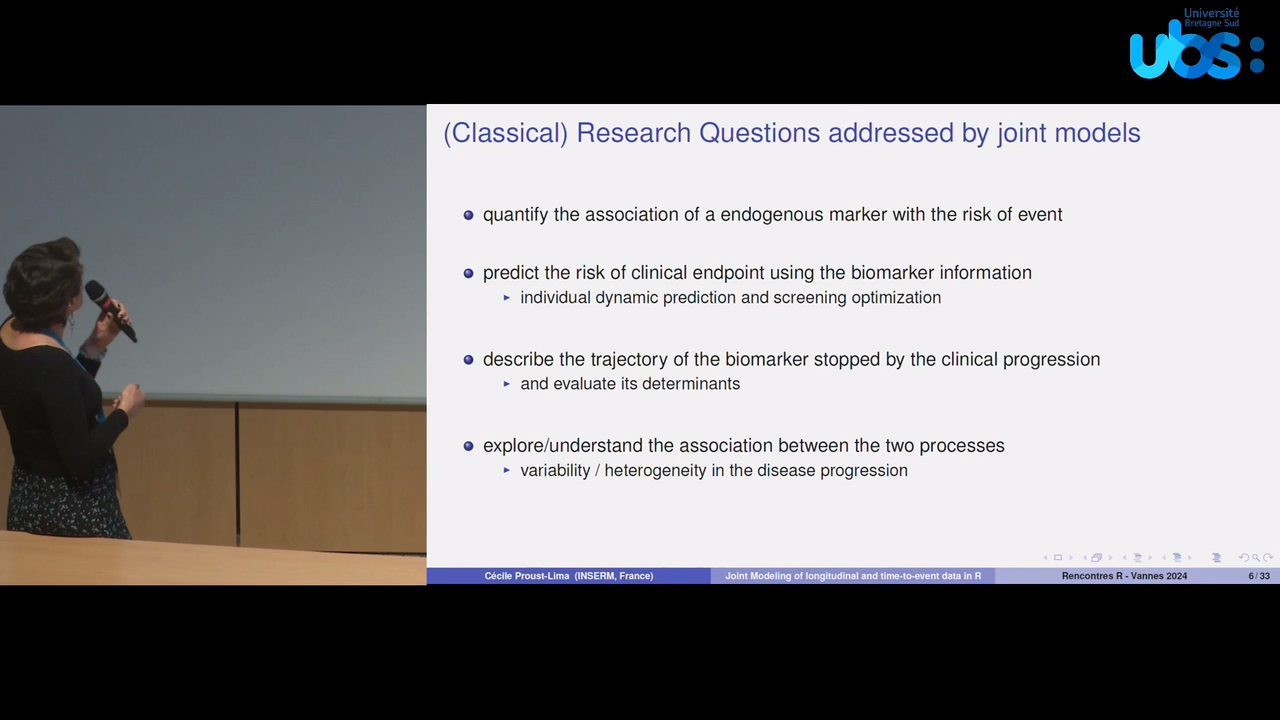 Université
Bretagne Sud
ubs:
(Classical) Research Questions addressed by joint models
quantify the association of a endogenous marker with the risk of event
predict the risk of clinical endpoint using the biomarker information
individual dynamic prediction and screening optimization
describe the trajectory of the biomarker stopped by the clinical progression
and evaluate its determinants
explore/understand the association between the two processes
variability / heterogeneity in the disease progression
Cécile Proust-Lima (INSERM, France)
Joint Modeling of longitudinal and time-to-event data in R
Rencontres R - Vannes 2024
6 / 33